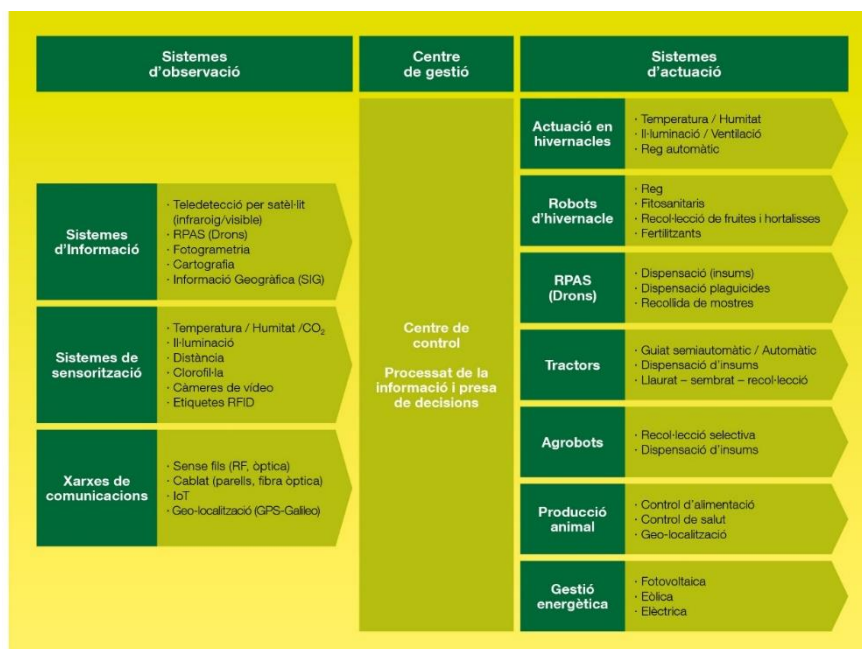 Sistemes
d'observació
Centre
de gestió
Sistemes
d'actuació
Sistemes
d'Informació
· Teledetecció per satèl·lit
(infraroig/visible)
· RPAS (Drons)
· Fotogrametria
· Cartografia
· Informació Geogràfica (SIG)
Sistemes de
sensorització
· Temperatura / Humitat /CO₂
· Il·luminació
· Distància
· Clorofil·la
· Càmeres de vídeo
· Etiquetes RFID
Xarxes de
comunicacions
· Sense fils (RF, òptica)
· Cablat (parells, fibra òptica)
· IoT
· Geo-localització (GPS-Galileo)
Centre de
control
Processat de la
informació i presa
de decisions
Actuació en
hivernacles
· Temperatura / Humitat
· Il·luminació / Ventilació
· Reg automàtic
Robots
d'hivernacle
· Reg
· Fitosanitaris
· Recol·lecció de fruites i hortalisses
· Fertilitzants
RPAS
(Drons)
· Dispensació (insums)
· Dispensació plaguicides
· Recollida de mostres
Tractors
· Guiat semiautomàtic / Automàtic
· Dispensació d'insums
· Llaurat – sembrat – recol·lecció
Agrobots
· Recol·lecció selectiva
· Dispensació d'insums
Producció
animal
· Control d'alimentació
· Control de salut
· Geo-localització
Gestió
energètica
· Fotovoltaica
· Eòlica
· Elèctrica